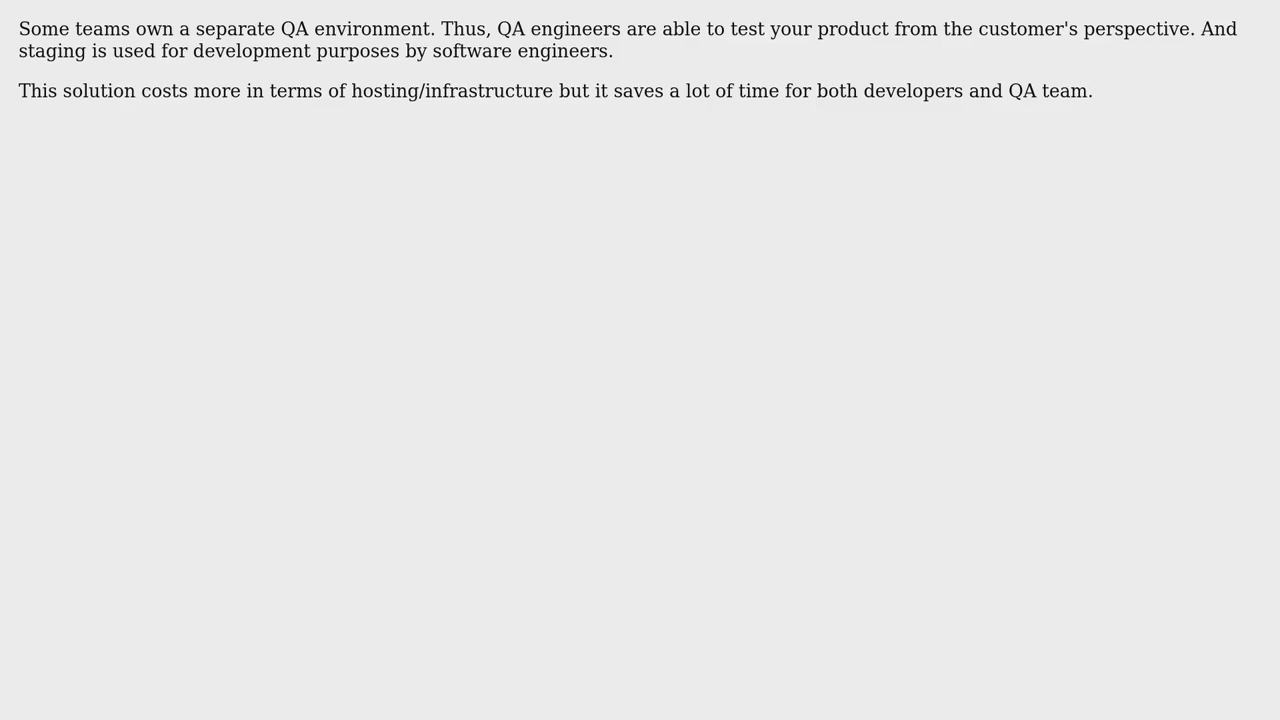 Some teams own a separate QA environment. Thus, QA engineers are able to test your product from the customer's perspective. And
staging is used for development purposes by software engineers.
This solution costs more in terms of hosting/infrastructure but it saves a lot of time for both developers and QA team.